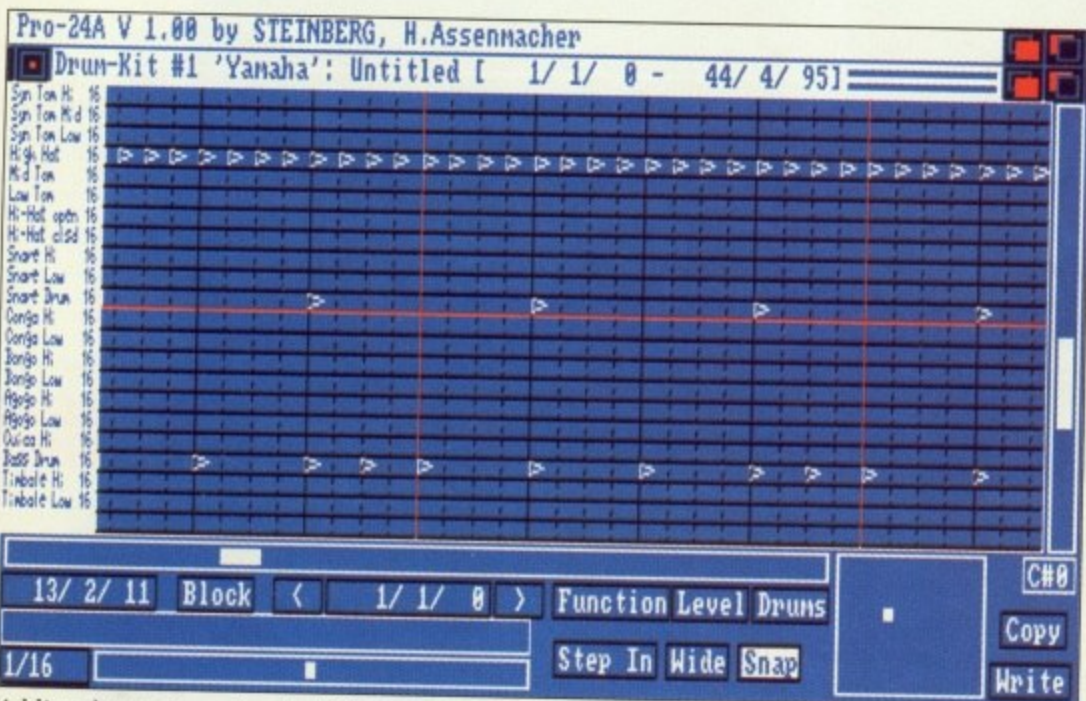 Pro-24A V 1.00 by STEINBERG, H.Assenmacher
Drum-Kit #1 'Yamaha': Untitled [ 1/ 1/ 0 - 44/ 4/ 95]
Syn Tom Hi 16
Syn Tom Mid 16
Syn Tom Low 16
High Hat 16
Mid Tom 16
Low Tom 16
Hi-Hat open 16
Hi-Hat clsd 16
Snare Hi 16
Snare Low 16
Snare Drum 16
Conga Hi 16
Conga Low 16
Bongo Hi 16
Bongo Low 16
Agogo Hi 16
Agogo Low 16
Cuica Hi 16
Bass Drum 16
Timbale Hi 16
Timbale Low 16
C#0
13/ 2/ 11 Block < 1/ 1/ 0 > Function Level Drums
Copy
1/16 Step In Wide Snap
Write